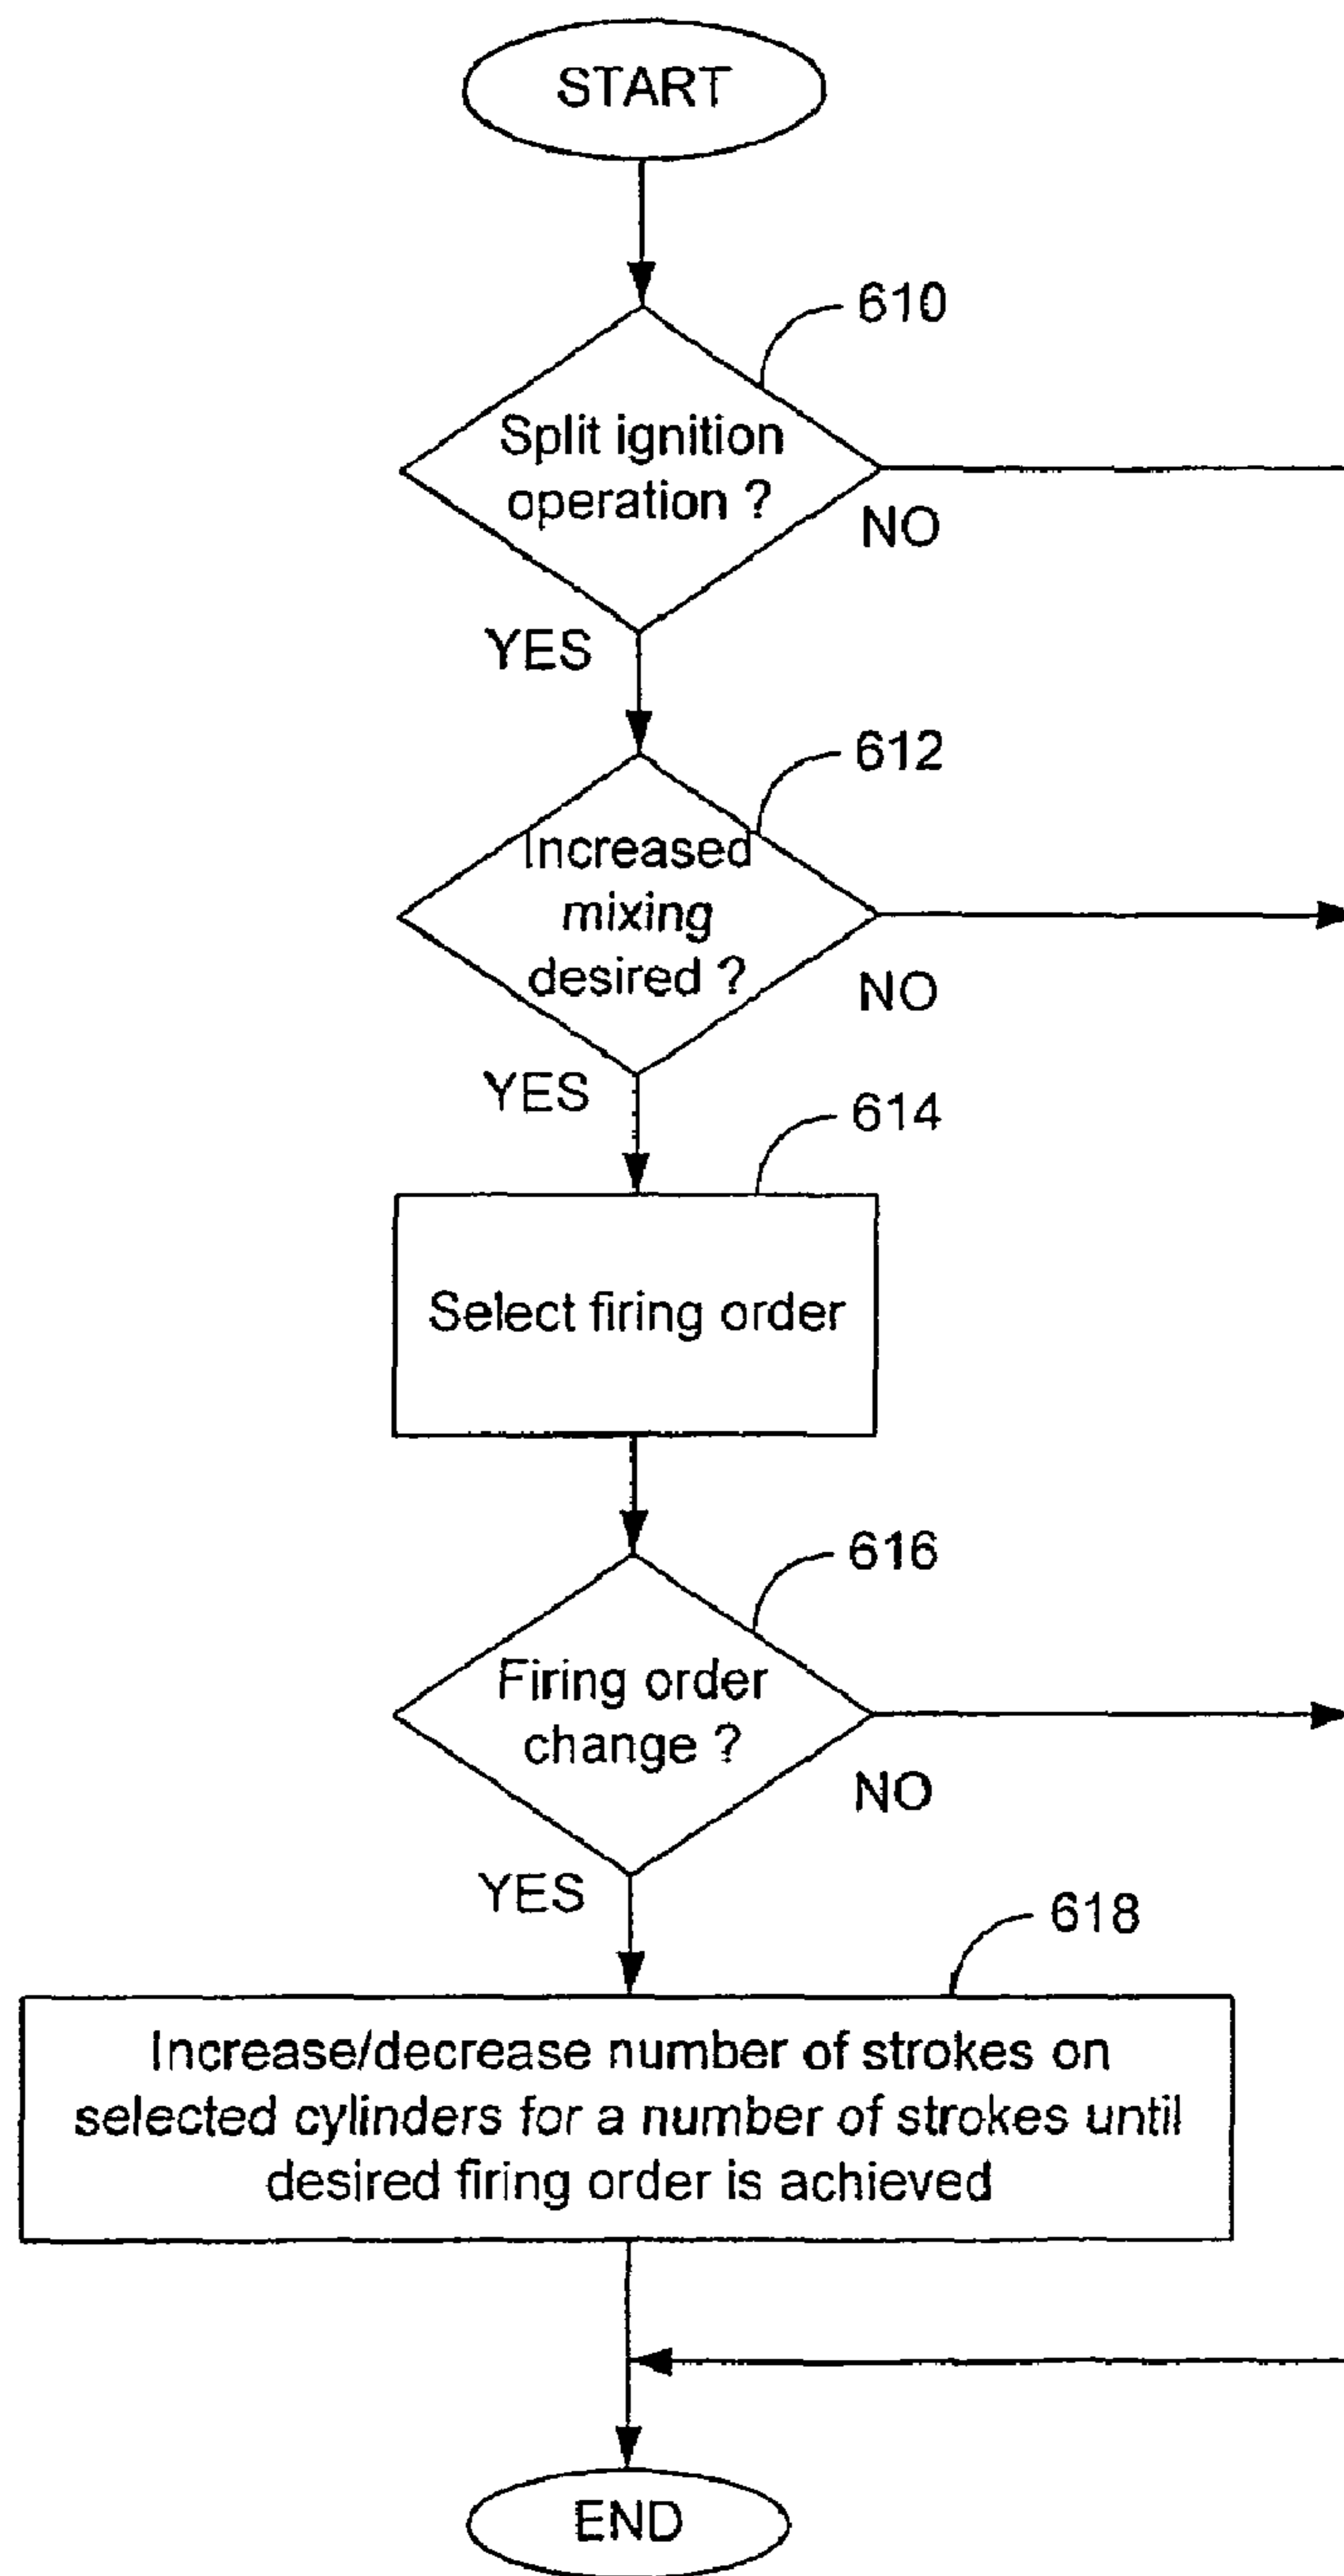 START
610
Split ignition
operation ?
NO
YES
612
Increased
mixing
desired ?
NO
YES
614
Select firing order
616
Firing order
change ?
NO
YES
618
Increase/decrease number of strokes on
selected cylinders for a number of strokes until
desired firing order is achieved
END